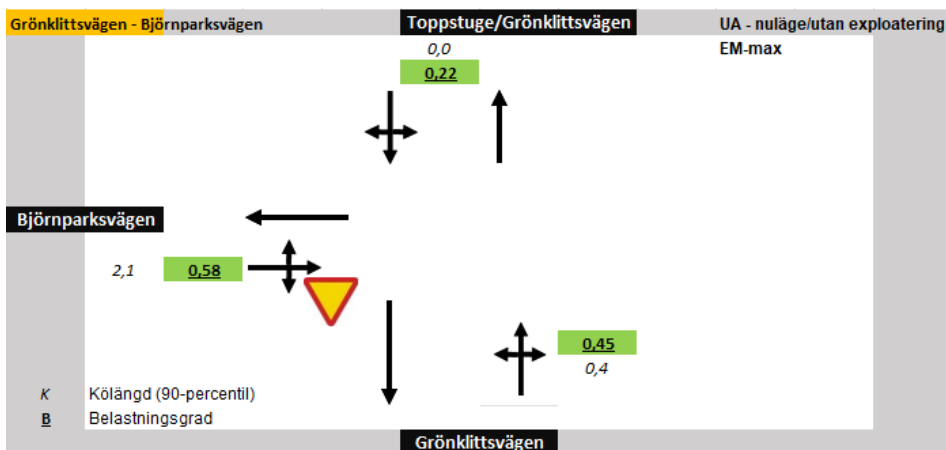 Grönklittsvägen - Björnparksvägen Toppstuge/Grönklittsvägen UA - nuläge/utan exploatering
0,0 EM-max
0,22
Björnparksvägen
2,1 0,58
0,45
0,4
K Kölängd (90-percentil)
B Belastningsgrad
Grönklittsvägen